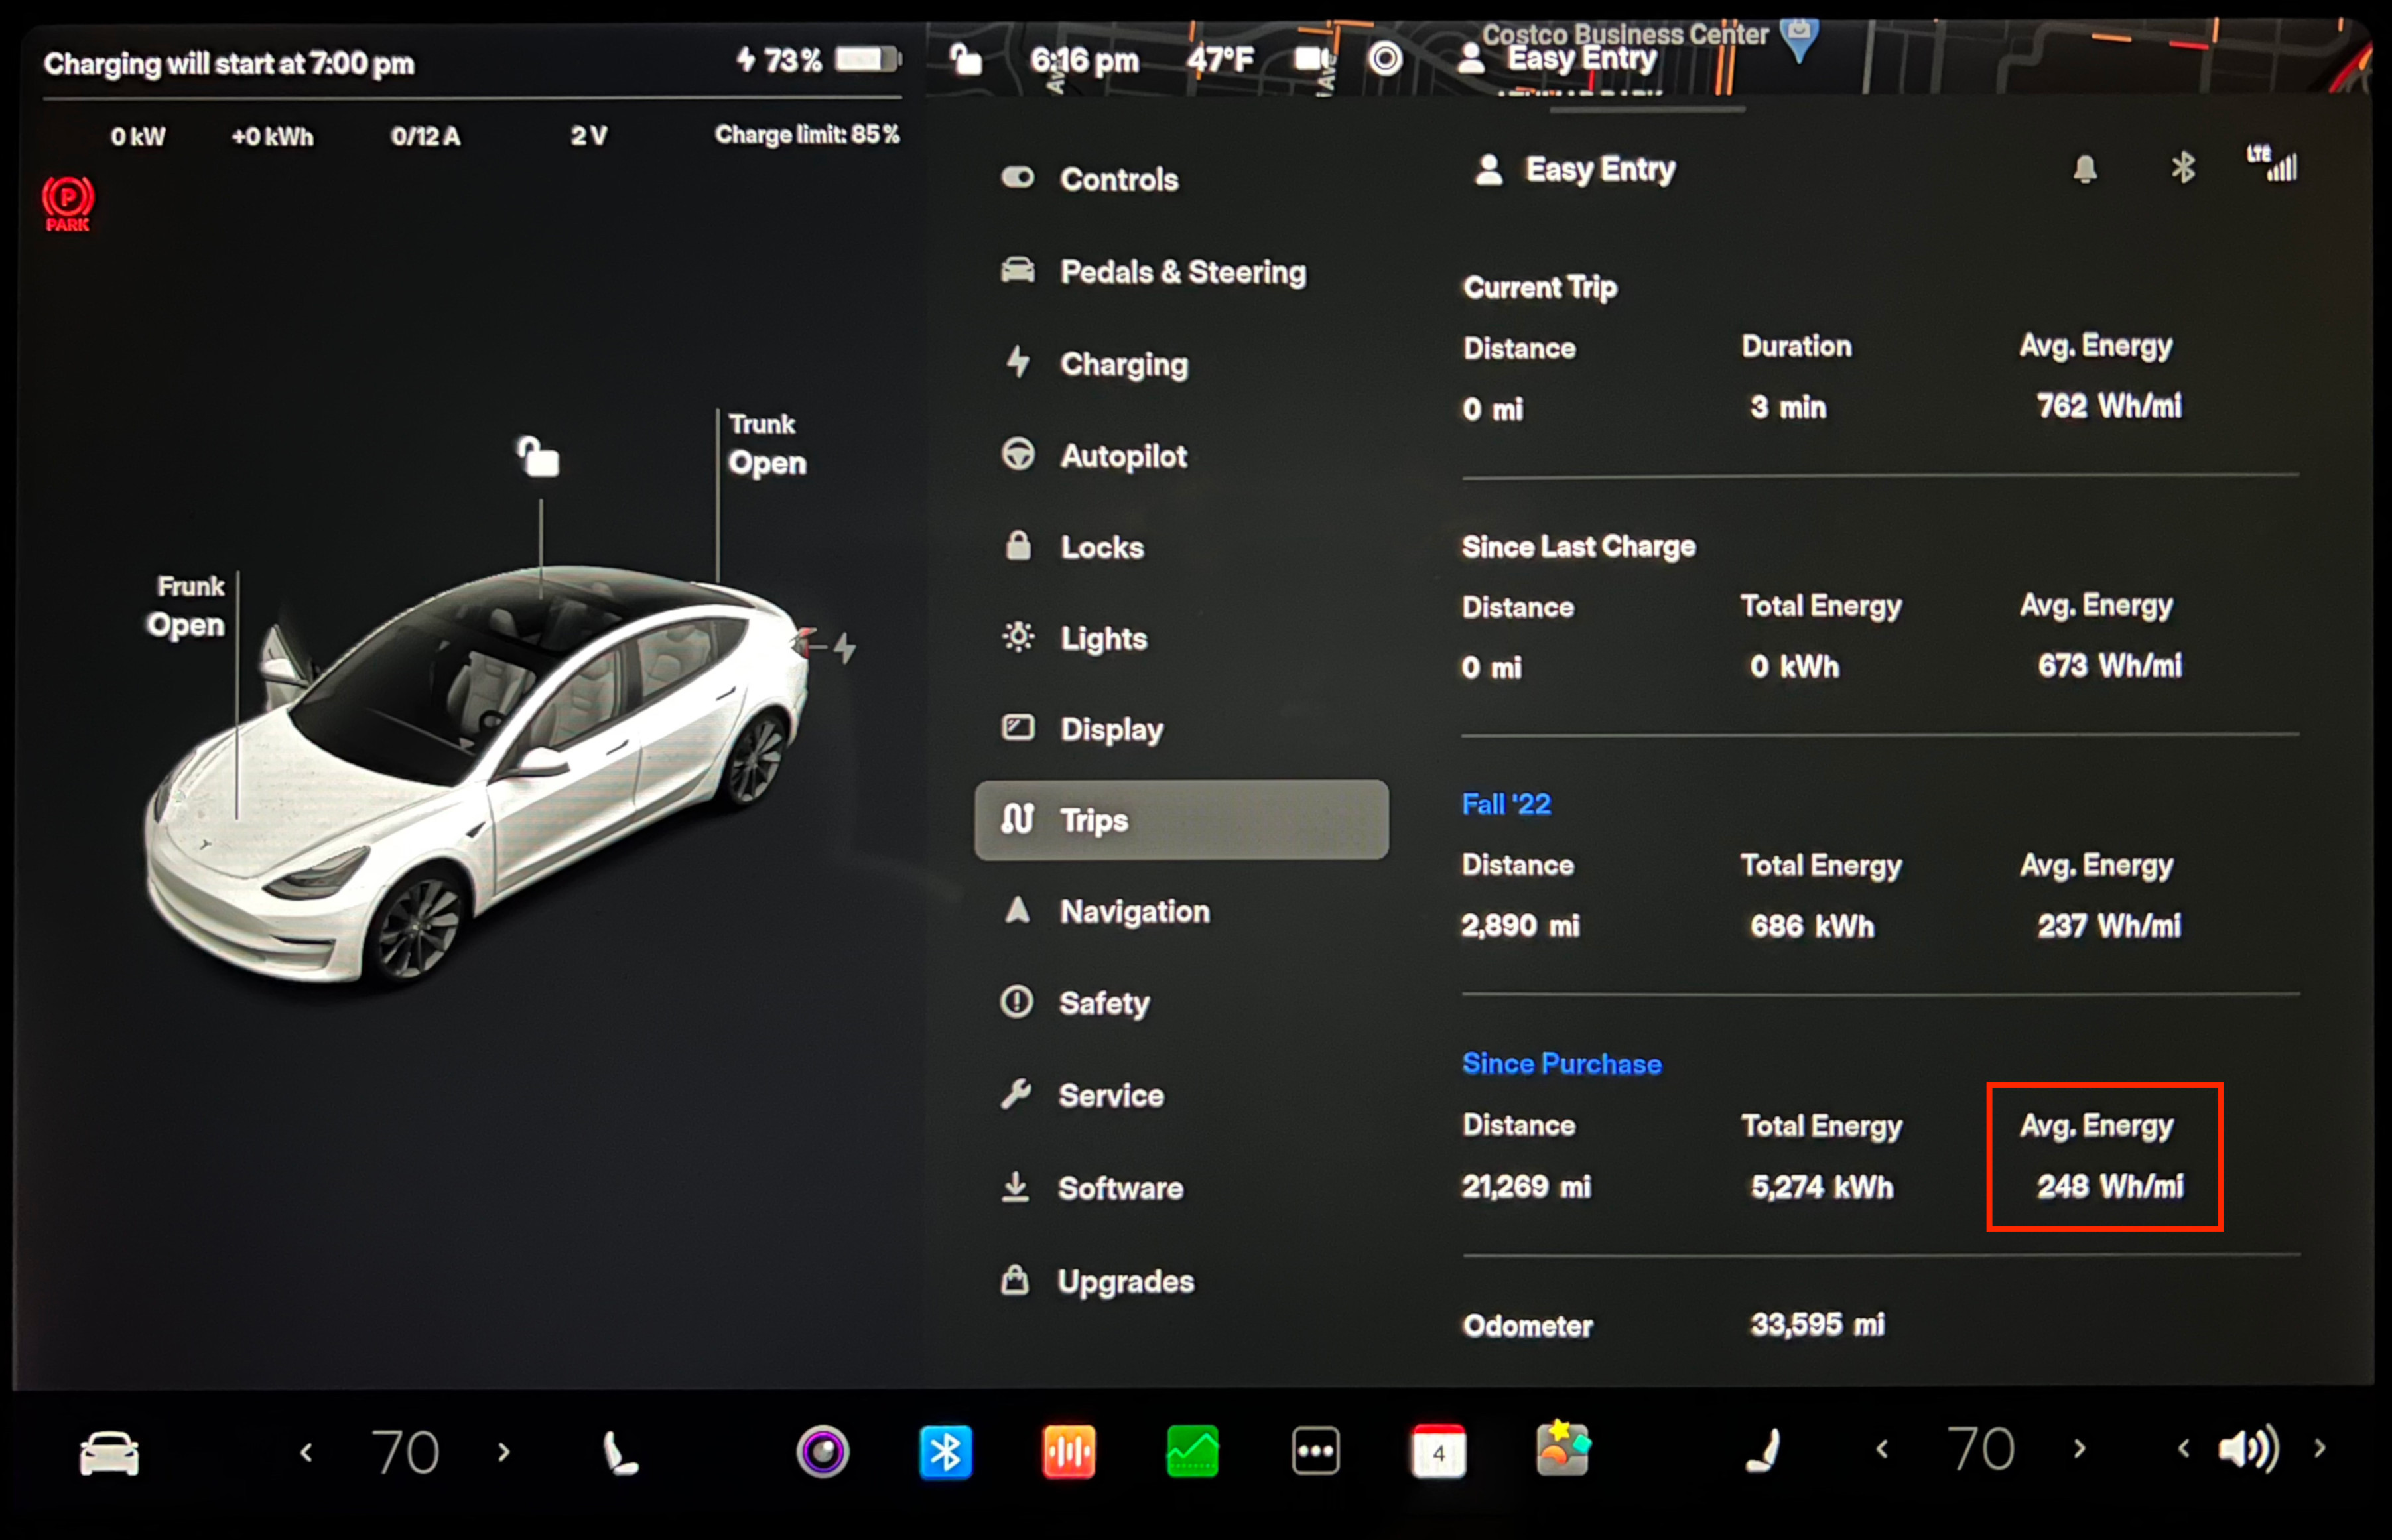 Charging will start at 7:00 pm
73%
0 kW +0 kWh 0/12 A 2 V Charge limit: 85%
P
PARK
Trunk
Open
Frunk
Open
Costco Business Center
6:16 pm 47°F Easy Entry
Ave
Controls
Pedals & Steering
Charging
Autopilot
Locks
Lights
Display
Trips
Navigation
Safety
Service
Software
Upgrades
Easy Entry
LTE
Current Trip
Distance Duration Avg. Energy
0 mi 3 min 762 Wh/mi
Since Last Charge
Distance Total Energy Avg. Energy
0 mi 0 kWh 673 Wh/mi
Fall '22
Distance Total Energy Avg. Energy
2,890 mi 686 kWh 237 Wh/mi
Since Purchase
Distance Total Energy Avg. Energy
21,269 mi 5,274 kWh 248 Wh/mi
Odometer 33,595 mi
70 4 70